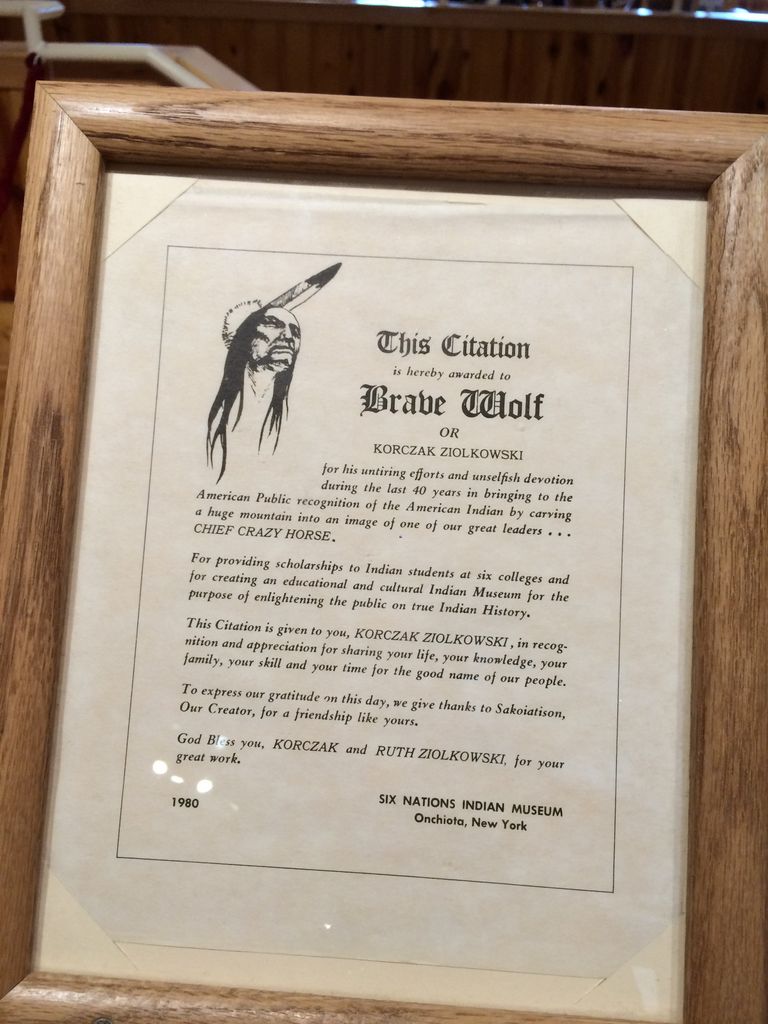 This Citation
is hereby awarded to
Brave Wolf
OR
KORCZAK ZIOLKOWSKI
for his untiring efforts and unselfish devotion
during the last 40 years in bringing to the
American Public recognition of the American Indian by carving
a huge mountain into an image of one of our great leaders . . .
CHIEF CRAZY HORSE.
For providing scholarships to Indian students at six colleges and
for creating an educational and cultural Indian Museum for the
purpose of enlightening the public on true Indian History.
This Citation is given to you, KORCZAK ZIOLKOWSKI, in recog-
nition and appreciation for sharing your life, your knowledge, your
family, your skill and your time for the good name of our people.
To express our gratitude on this day, we give thanks to Sakoiatison,
Our Creator, for a friendship like yours.
God Bless you, KORCZAK and RUTH ZIOLKOWSKI, for your
great work.
1980
SIX NATIONS INDIAN MUSEUM
Onchiota, New York